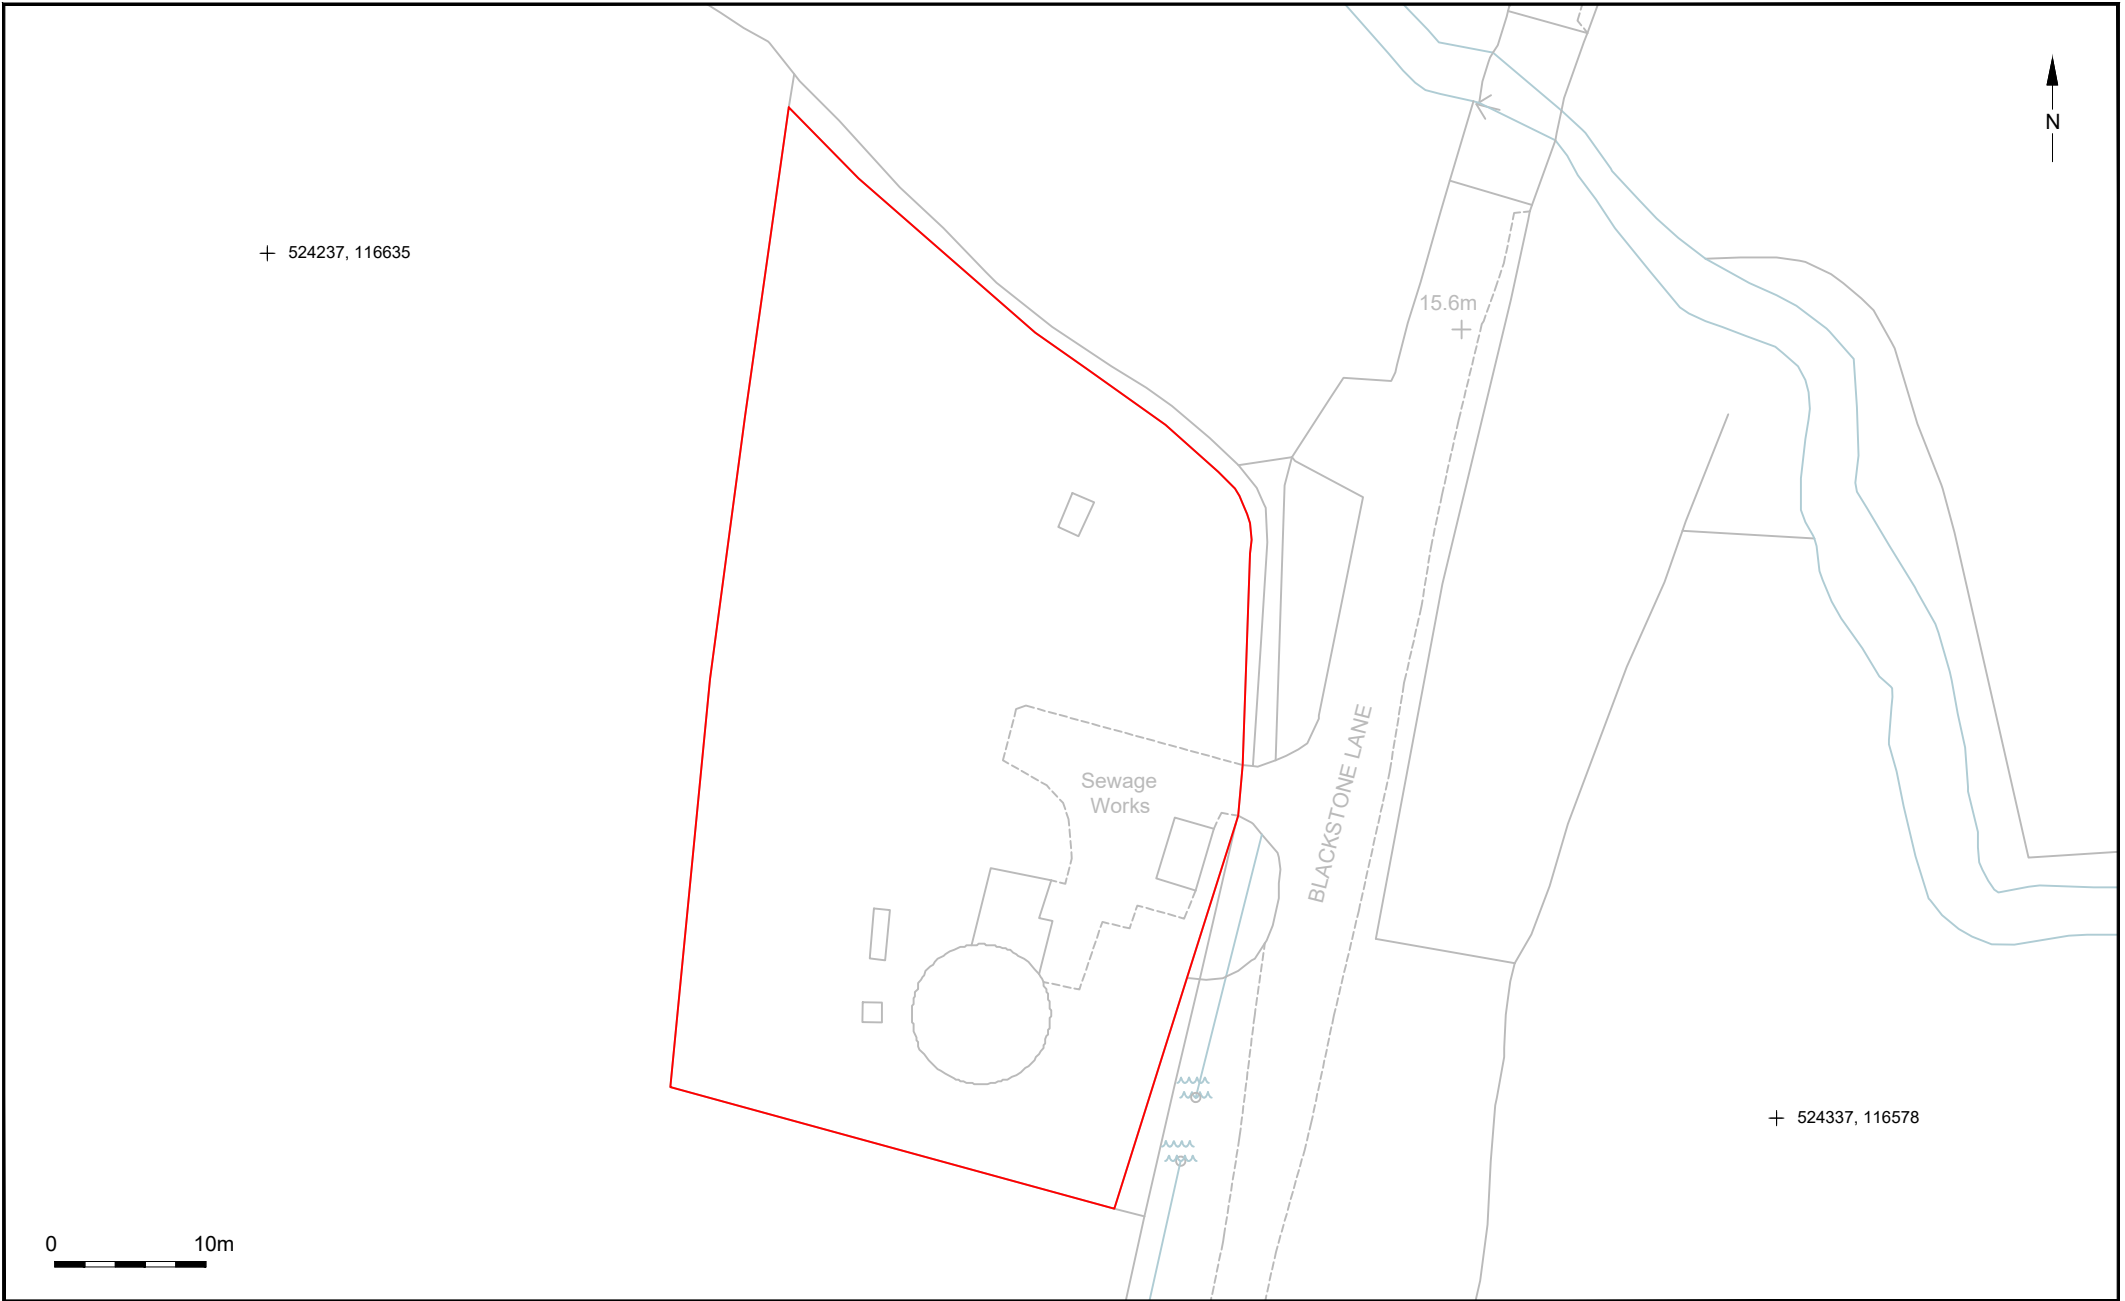 N
524237, 116635
15.6m
BLACKSTONE LANE
Sewage
Works
524337, 116578
0 10m